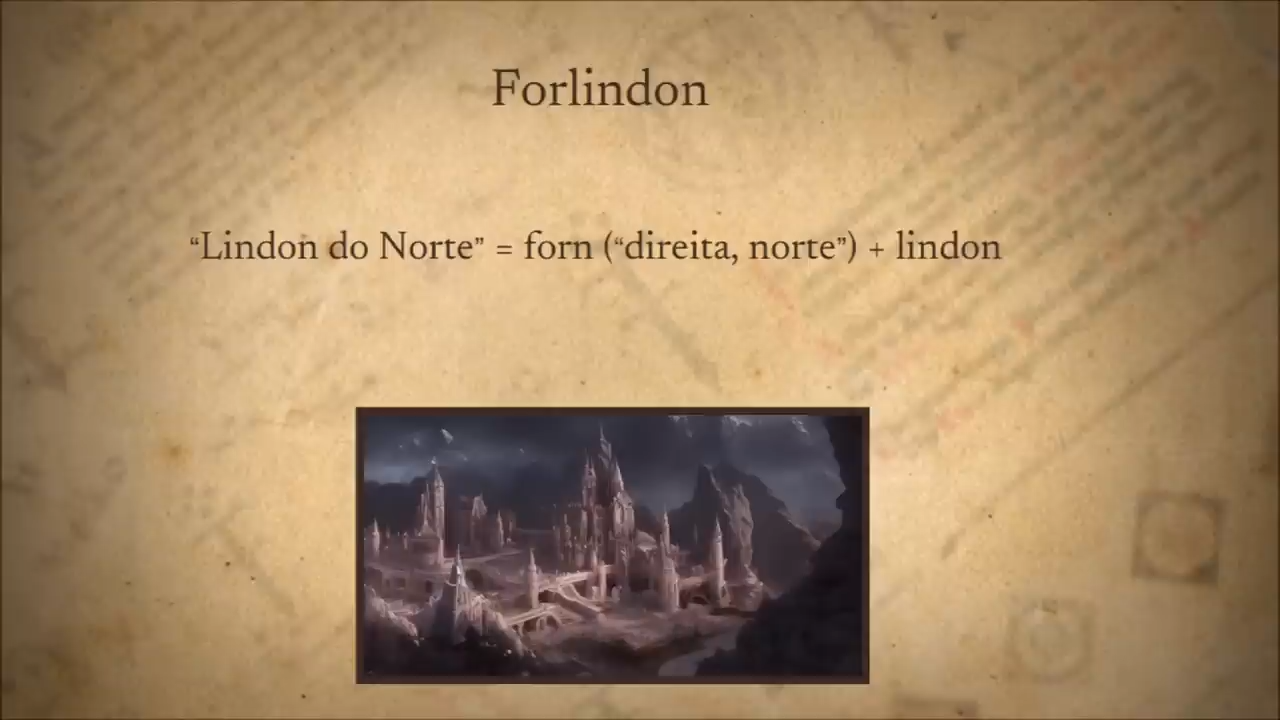 Forlindon
“Lindon do Norte” = forn (“direita, norte”) + lindon